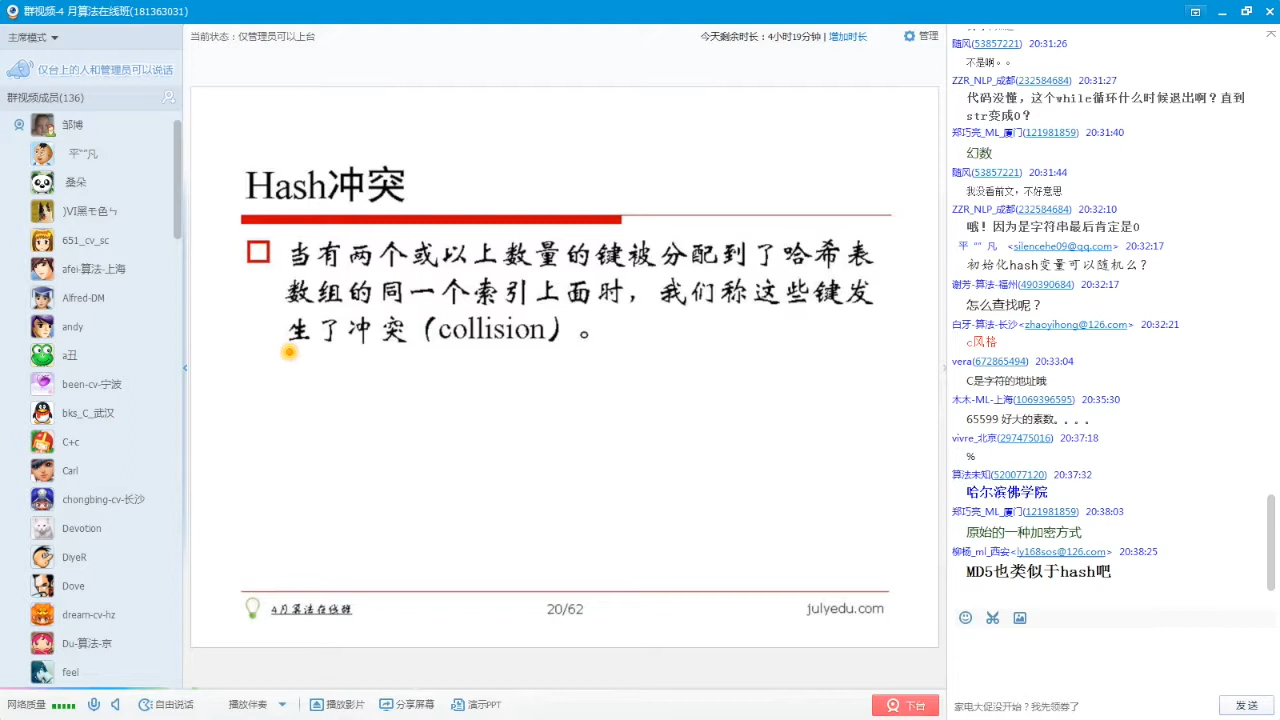 群视频-4 月算法在线班(181363031)
主席模式
仅台上的人和管理员可以说话
群视频成员(136)
邹博
平""凡
垒朵
)VI黑モ色ㄣ
651_cv_sc
afei-算法-上海
Alfred-DM
andy
a丑
been-cv-宁波
bks_C_武汉
C+c
Carl
chongbing-cv-长沙
Devotion
DiyeR
Dove
dream-cv-hz
Du-算法-京
feel
当前状态：仅管理员可以上台
今天剩余时长：4小时19分钟 | 增加时长
管理
Hash冲突
当有两个或以上数量的键被分配到了哈希表
数组的同一个索引上面时，我们称这些键发
生了冲突（collision）。
4月算法在线班
20/62
julyedu.com
随风(53857221) 20:31:26
不是啊。。
ZZR_NLP_成都(232584684) 20:31:27
代码没懂，这个while循环什么时候退出啊？直到
str变成0？
郑巧亮_ML_厦门(121981859) 20:31:40
幻数
随风(53857221) 20:31:44
我没看前文，不好意思
ZZR_NLP_成都(232584684) 20:32:10
哦！因为是字符串最后肯定是0
平 "" 凡 <silencehe09@qq.com> 20:32:17
初始化hash变量可以随机么？
谢芳-算法-福州(490390684) 20:32:17
怎么查找呢？
白牙-算法-长沙<zhaoyihong@126.com> 20:32:21
c风格
vera(672865494) 20:33:04
C是字符的地址哦
木木-ML-上海(1069396595) 20:35:30
65599 好大的素数。。。。
vivre_北京(297475016) 20:37:18
%
算法未知(520077120) 20:37:32
哈尔滨佛学院
郑巧亮_ML_厦门(121981859) 20:38:03
原始的一种加密方式
柳杨_ml_西安<ly168sos@126.com> 20:38:25
MD5也类似于hash吧
网络质量
自由说话
播放伴奏
播放影片
分享屏幕
演示PPT
下台
家电大促没开始？我先领券了
发送